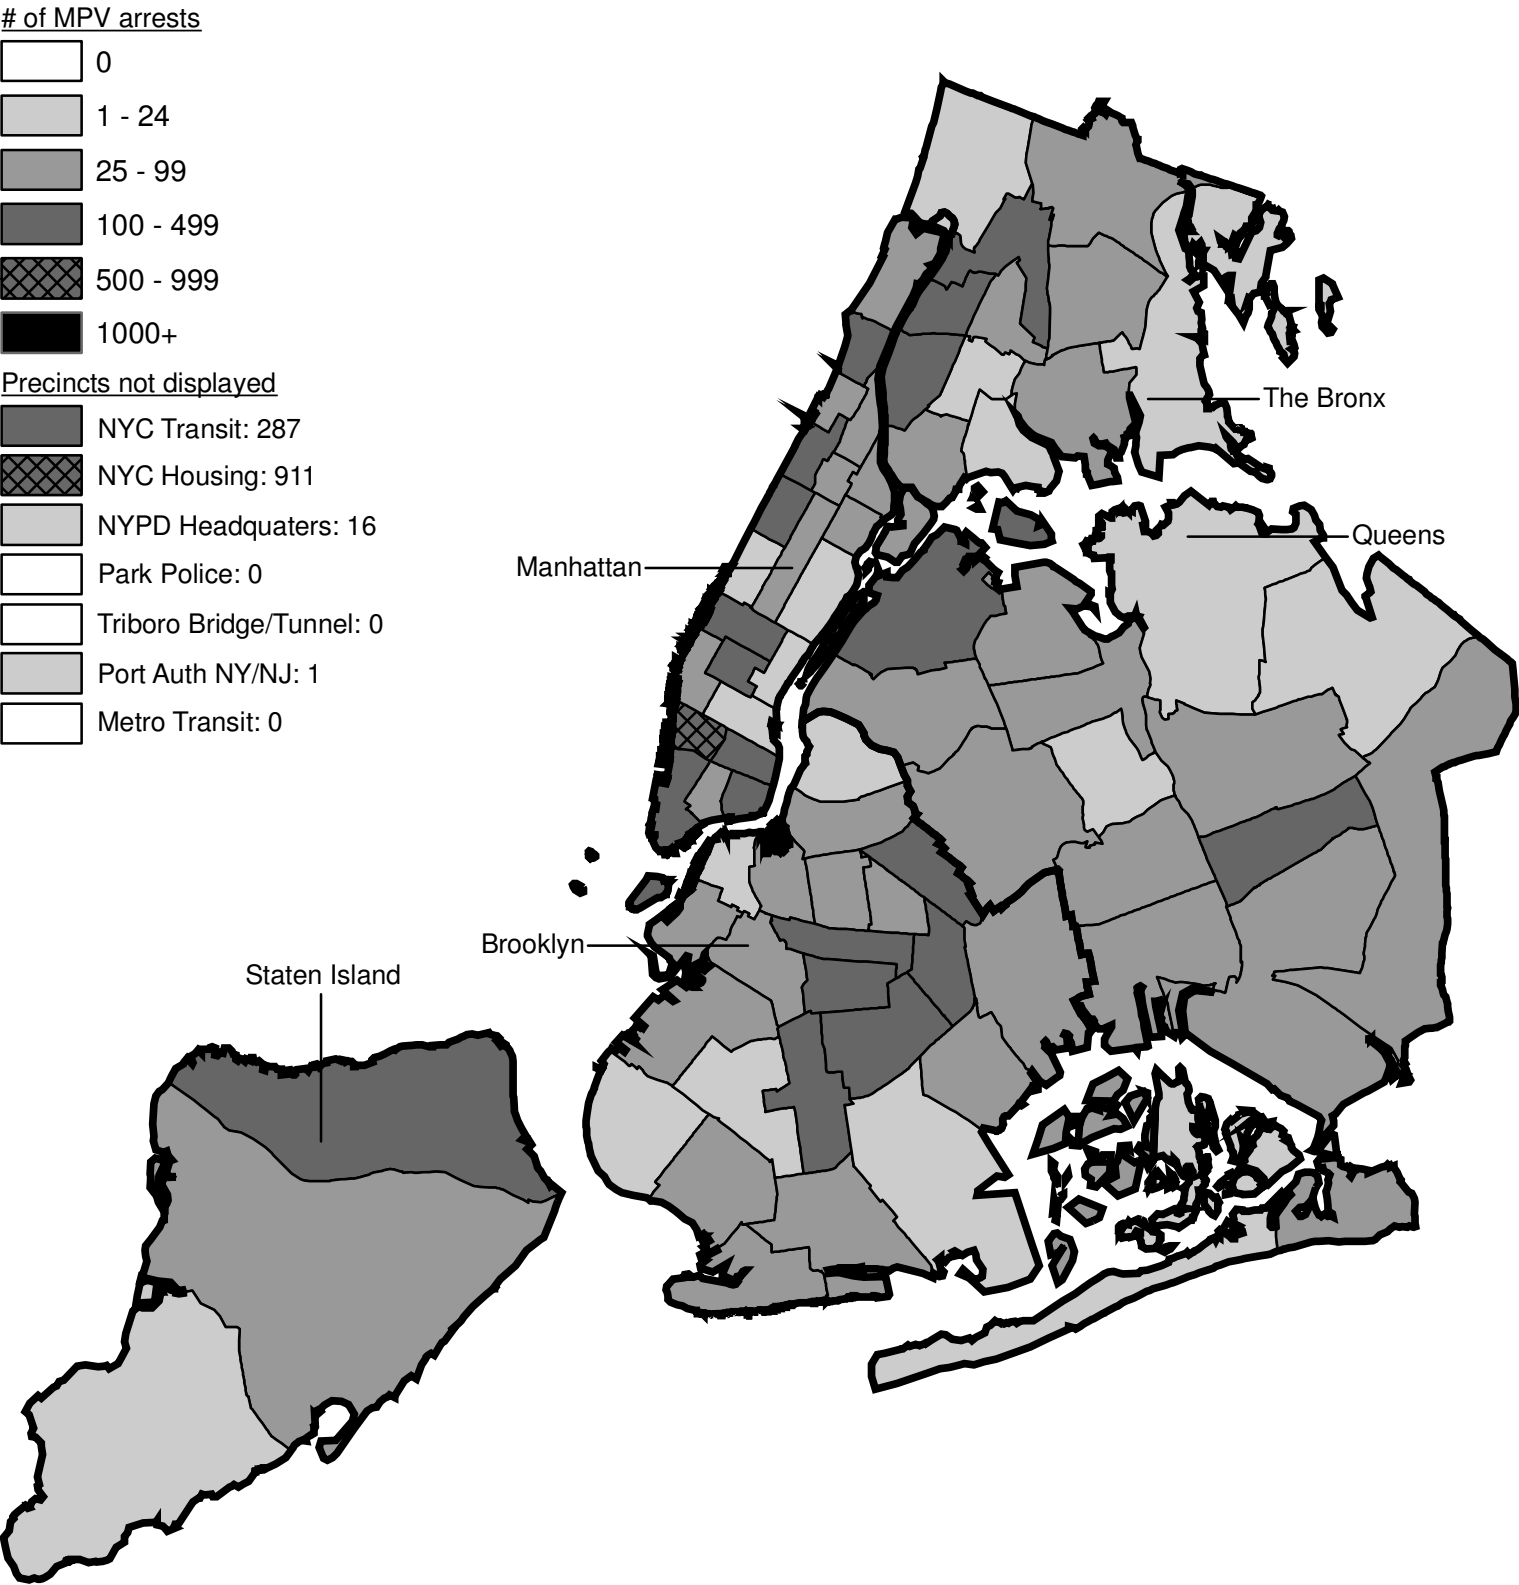 # of MPV arrests
0
1 - 24
25 - 99
100 - 499
500 - 999
1000+
Precincts not displayed
NYC Transit: 287
NYC Housing: 911
NYPD Headquaters: 16
Park Police: 0
Triboro Bridge/Tunnel: 0
Port Auth NY/NJ: 1
Metro Transit: 0
The Bronx
Queens
Manhattan
Brooklyn
Staten Island